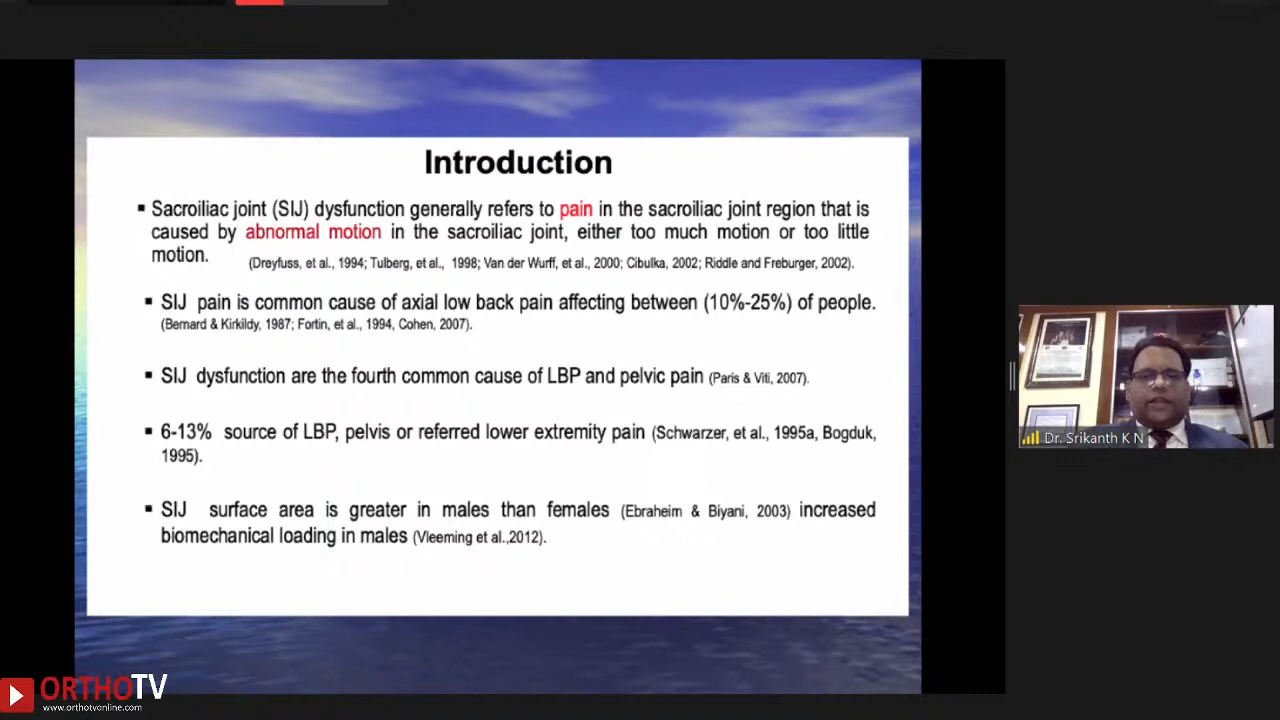 Introduction
▪ Sacroiliac joint (SIJ) dysfunction generally refers to pain in the sacroiliac joint region that is
caused by abnormal motion in the sacroiliac joint, either too much motion or too little
motion. (Dreyfuss, et al., 1994; Tulberg, et al., 1998; Van der Wurff, et al., 2000; Cibulka, 2002; Riddle and Freburger, 2002).
▪ SIJ pain is common cause of axial low back pain affecting between (10%-25%) of people.
(Bernard & Kirkildy, 1987; Fortin, et al., 1994, Cohen, 2007).
▪ SIJ dysfunction are the fourth common cause of LBP and pelvic pain (Paris & Viti, 2007).
▪ 6-13% source of LBP, pelvis or referred lower extremity pain (Schwarzer, et al., 1995a, Bogduk,
1995).
▪ SIJ surface area is greater in males than females (Ebraheim & Biyani, 2003) increased
biomechanical loading in males (Vleeming et al.,2012).
Dr. Srikanth K N
ORTHOTV
www.orthotvonline.com